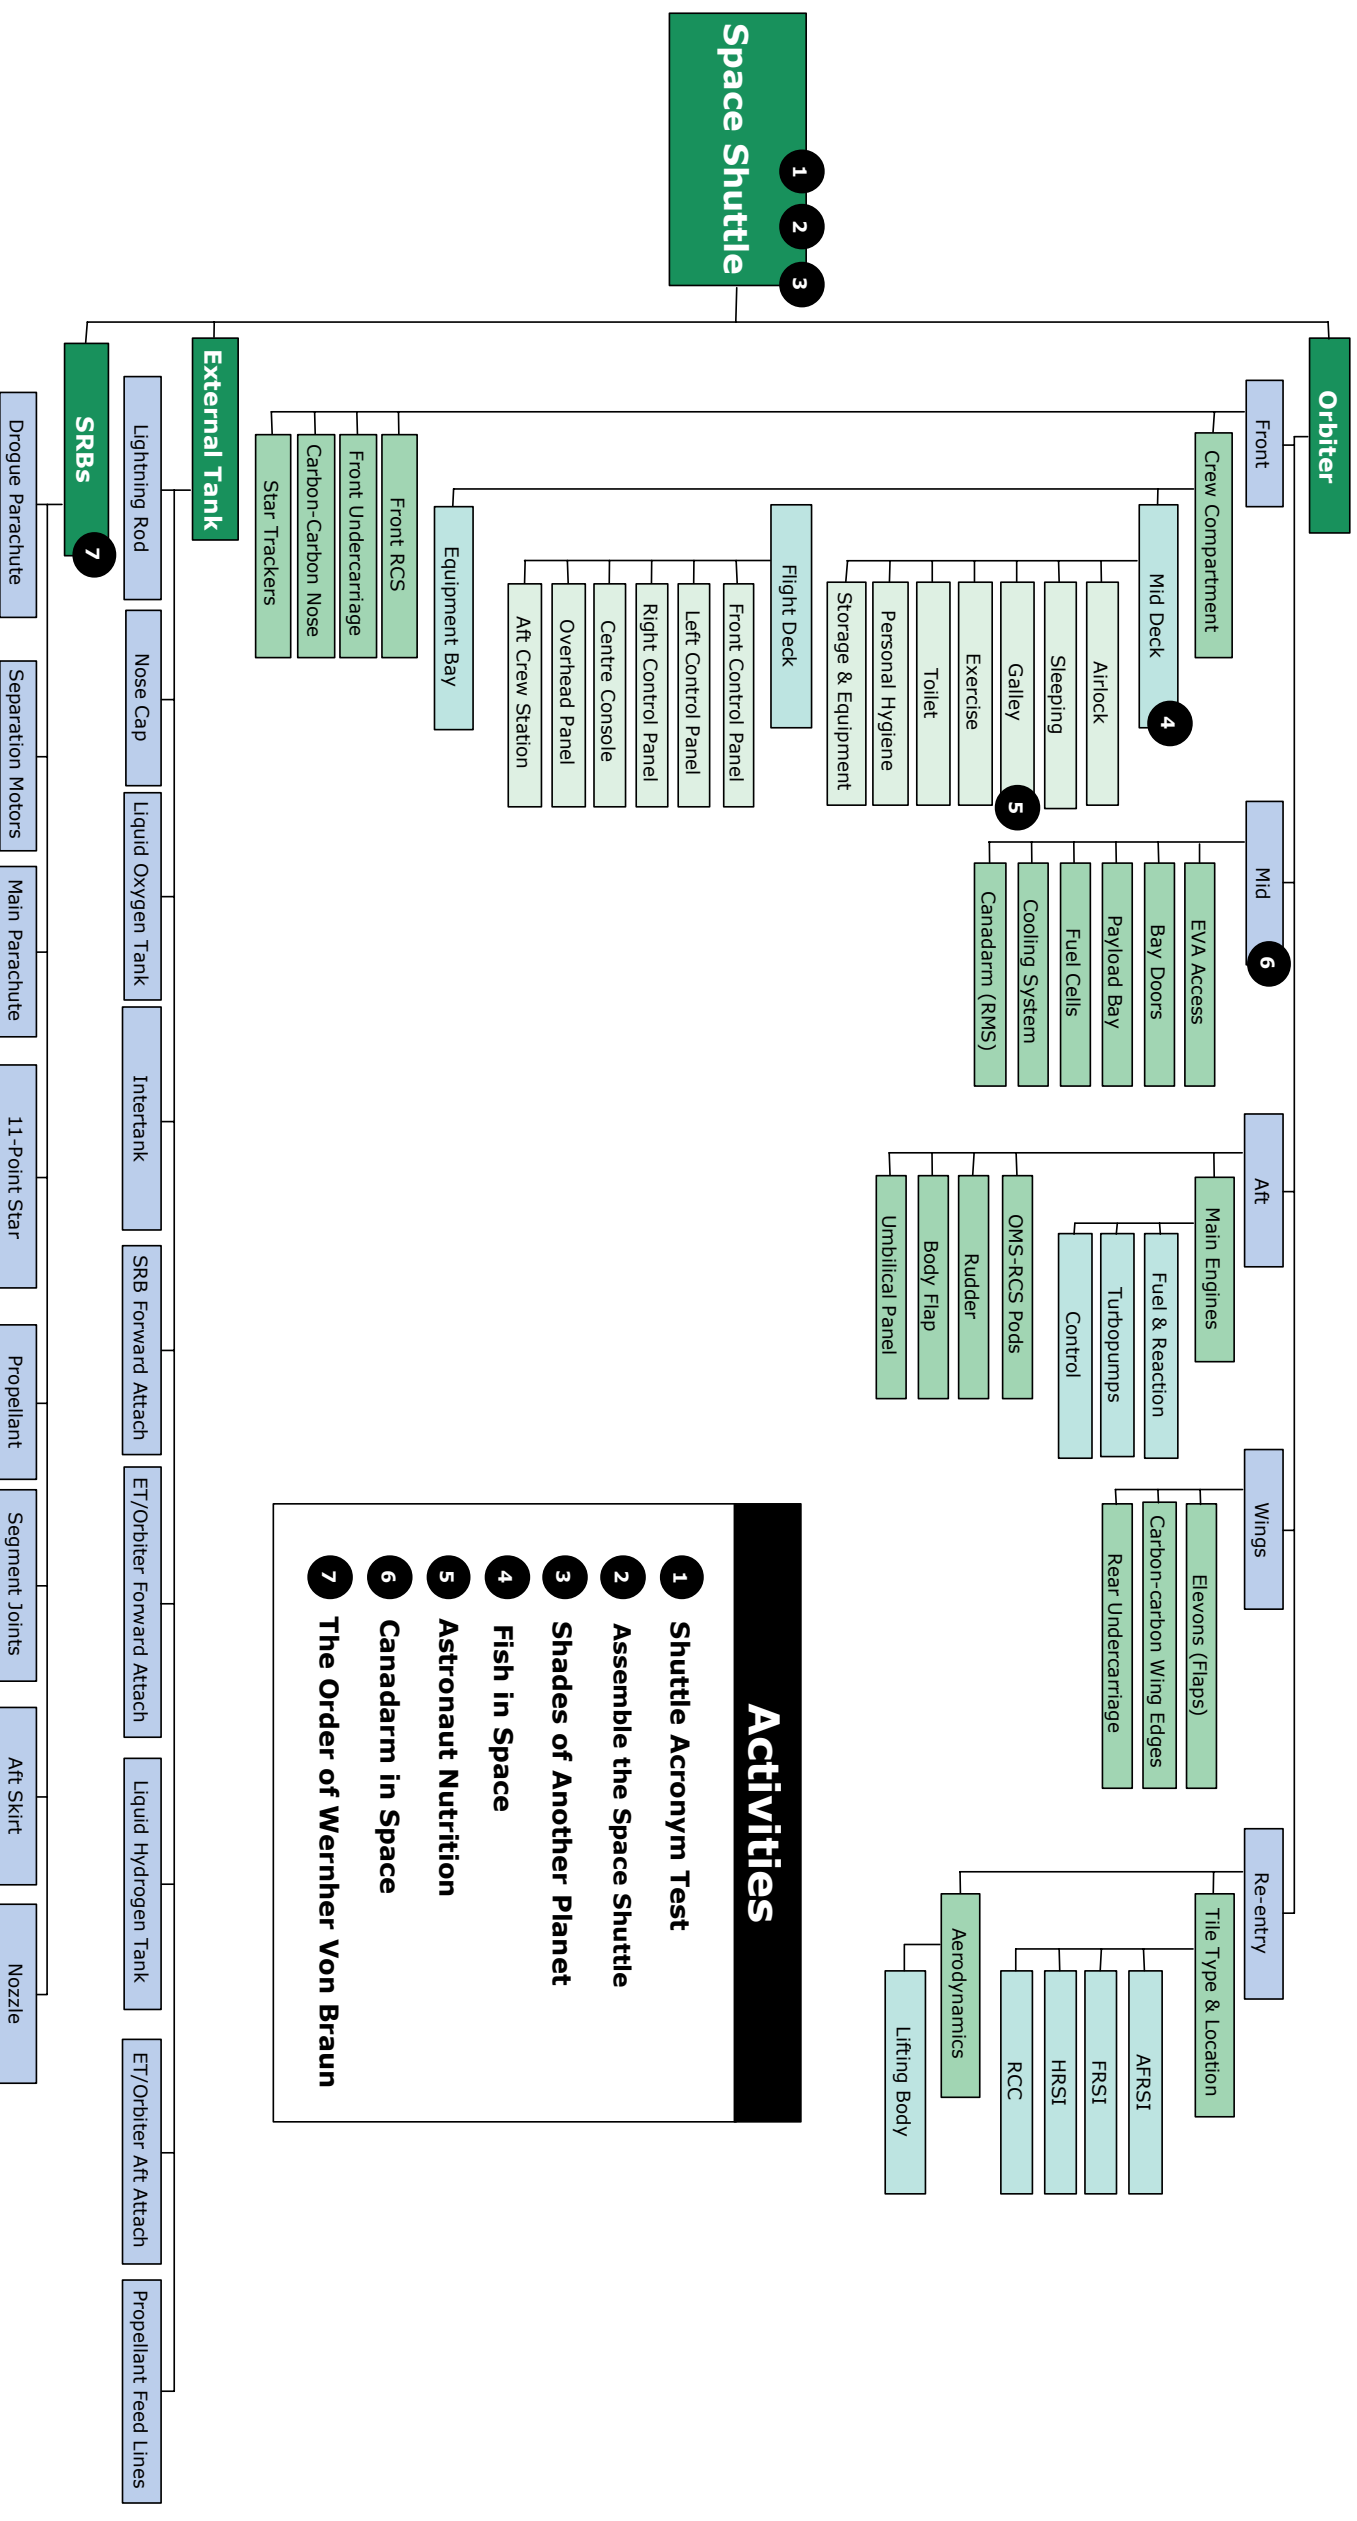 Space Shuttle
1
2
3
Orbiter
Front
Crew Compartment
Mid Deck
4
Airlock
Sleeping
Galley
5
Exercise
Toilet
Personal Hygiene
Storage & Equipment
Flight Deck
Front Control Panel
Left Control Panel
Right Control Panel
Centre Console
Overhead Panel
Aft Crew Station
Equipment Bay
Front RCS
Front Undercarriage
Carbon-Carbon Nose
Star Trackers
Mid
6
EVA Access
Bay Doors
Payload Bay
Fuel Cells
Cooling System
Canadarm (RMS)
Aft
Main Engines
Fuel & Reaction
Turbopumps
Control
OMS-RCS Pods
Rudder
Body Flap
Umbilical Panel
Wings
Elevons (Flaps)
Carbon-carbon Wing Edges
Rear Undercarriage
Re-entry
Tile Type & Location
AFRSI
FRSI
HRSI
RCC
Aerodynamics
Lifting Body
Activities
1 Shuttle Acronym Test
2 Assemble the Space Shuttle
3 Shades of Another Planet
4 Fish in Space
5 Astronaut Nutrition
6 Canadarm in Space
7 The Order of Wernher Von Braun
External Tank
Lightning Rod
Nose Cap
Liquid Oxygen Tank
Intertank
SRB Forward Attach
ET/Orbiter Forward Attach
Liquid Hydrogen Tank
ET/Orbiter Aft Attach
Propellant Feed Lines
SRBs
7
Drogue Parachute
Separation Motors
Main Parachute
11-Point Star
Propellant
Segment Joints
Aft Skirt
Nozzle